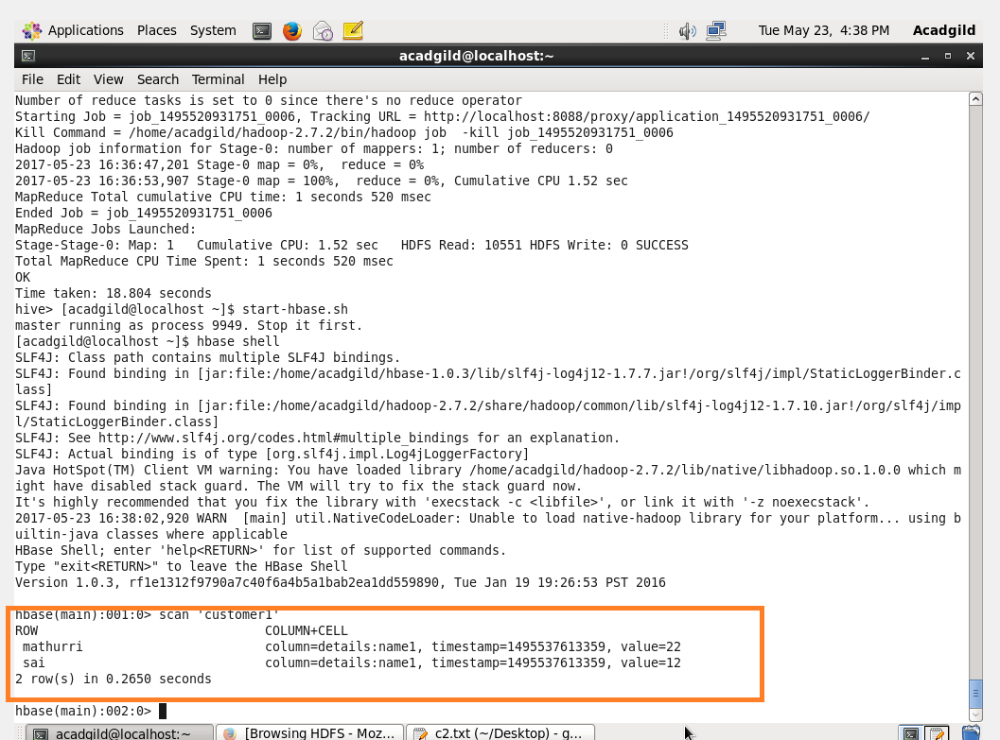 Applications Places System Tue May 23, 4:38 PM Acadgild
acadgild@localhost:~
File Edit View Search Terminal Help
Number of reduce tasks is set to 0 since there's no reduce operator
Starting Job = job_1495520931751_0006, Tracking URL = http://localhost:8088/proxy/application_1495520931751_0006/
Kill Command = /home/acadgild/hadoop-2.7.2/bin/hadoop job  -kill job_1495520931751_0006
Hadoop job information for Stage-0: number of mappers: 1; number of reducers: 0
2017-05-23 16:36:47,201 Stage-0 map = 0%,  reduce = 0%
2017-05-23 16:36:53,907 Stage-0 map = 100%,  reduce = 0%, Cumulative CPU 1.52 sec
MapReduce Total cumulative CPU time: 1 seconds 520 msec
Ended Job = job_1495520931751_0006
MapReduce Jobs Launched:
Stage-Stage-0: Map: 1   Cumulative CPU: 1.52 sec   HDFS Read: 10551 HDFS Write: 0 SUCCESS
Total MapReduce CPU Time Spent: 1 seconds 520 msec
OK
Time taken: 18.804 seconds
hive> [acadgild@localhost ~]$ start-hbase.sh
master running as process 9949. Stop it first.
[acadgild@localhost ~]$ hbase shell
SLF4J: Class path contains multiple SLF4J bindings.
SLF4J: Found binding in [jar:file:/home/acadgild/hbase-1.0.3/lib/slf4j-log4j12-1.7.7.jar!/org/slf4j/impl/StaticLoggerBinder.c
lass]
SLF4J: Found binding in [jar:file:/home/acadgild/hadoop-2.7.2/share/hadoop/common/lib/slf4j-log4j12-1.7.10.jar!/org/slf4j/imp
l/StaticLoggerBinder.class]
SLF4J: See http://www.slf4j.org/codes.html#multiple_bindings for an explanation.
SLF4J: Actual binding is of type [org.slf4j.impl.Log4jLoggerFactory]
Java HotSpot(TM) Client VM warning: You have loaded library /home/acadgild/hadoop-2.7.2/lib/native/libhadoop.so.1.0.0 which m
ight have disabled stack guard. The VM will try to fix the stack guard now.
It's highly recommended that you fix the library with 'execstack -c <libfile>', or link it with '-z noexecstack'.
2017-05-23 16:38:02,920 WARN  [main] util.NativeCodeLoader: Unable to load native-hadoop library for your platform... using b
uiltin-java classes where applicable
HBase Shell; enter 'help<RETURN>' for list of supported commands.
Type "exit<RETURN>" to leave the HBase Shell
Version 1.0.3, rf1e1312f9790a7c40f6a4b5a1bab2ea1dd559890, Tue Jan 19 19:26:53 PST 2016
hbase(main):001:0> scan 'customer1'
ROW                              COLUMN+CELL
mathurri                        column=details:name1, timestamp=1495537613359, value=22
sai                             column=details:name1, timestamp=1495537613359, value=12
2 row(s) in 0.2650 seconds
hbase(main):002:0>
acadgild@localhost:~ [Browsing HDFS - Moz... c2.txt (~/Desktop) - g...